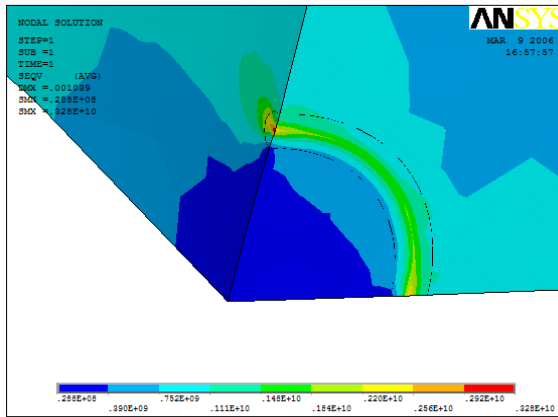 ANSYS
NODAL SOLUTION
MAR 9 2006
STEP=1
16:57:57
SUB =1
TIME=1
SEQV (AVG)
DMX =.001039
SMN =.288E+08
SMX =.328E+10
.288E+08 .752E+09 .148E+10 .220E+10 .292E+10
.390E+09 .111E+10 .184E+10 .256E+10 .328E+10